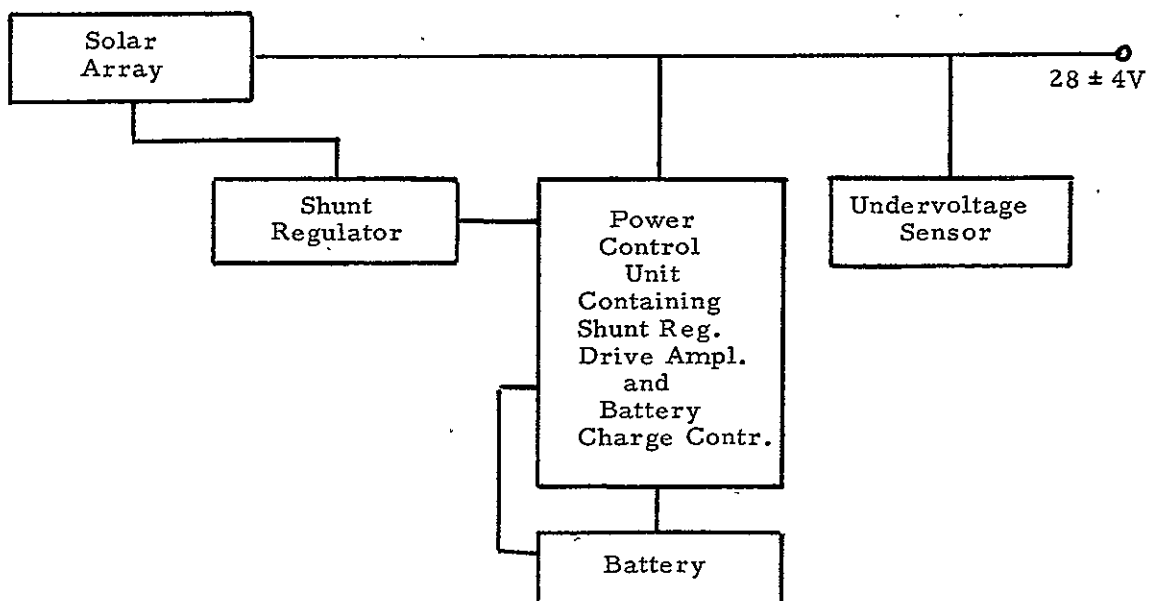 Solar
Array
28 ± 4V
Shunt
Regulator
Power
Control
Unit
Containing
Shunt Reg.
Drive Ampl.
and
Battery
Charge Contr.
Undervoltage
Sensor
Battery